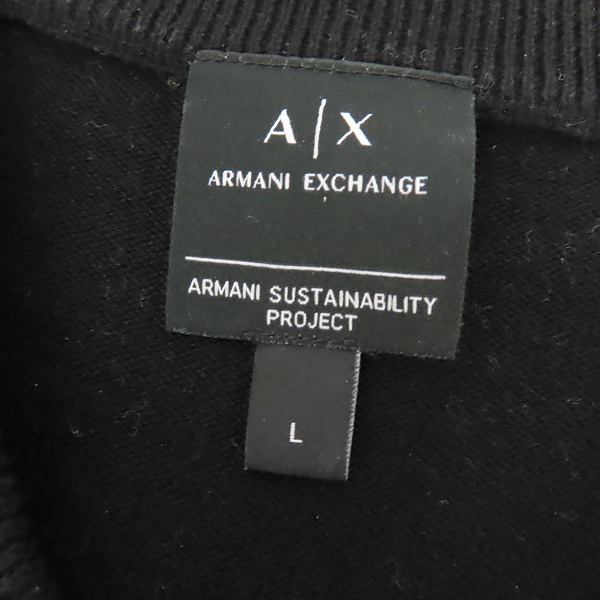 A|X
ARMANI EXCHANGE
ARMANI SUSTAINABILITY
PROJECT
L